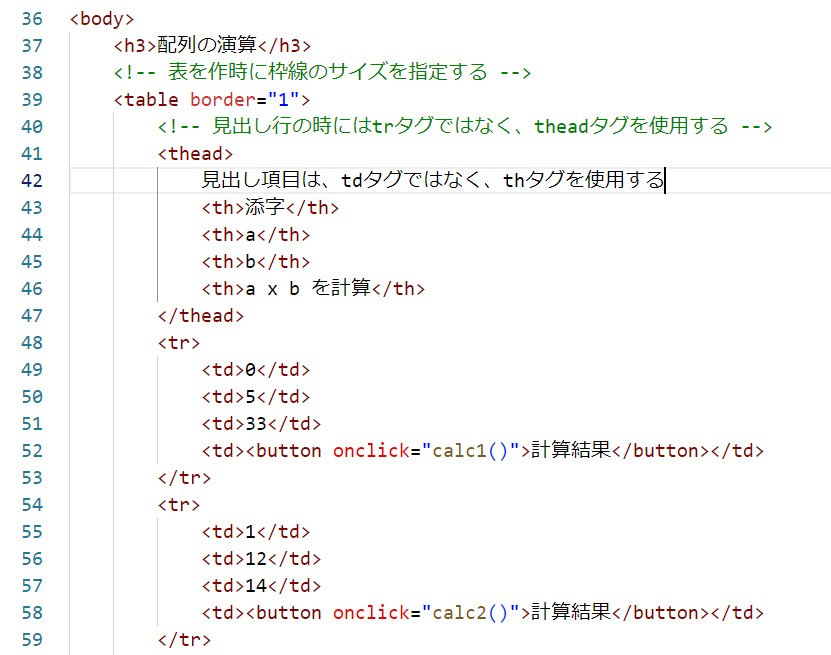 36 <body>
37 <h3>配列の演算</h3>
38 <!-- 表を作時に枠線のサイズを指定する -->
39 <table border="1">
40 <!-- 見出し行の時にはtrタグではなく、theadタグを使用する -->
41 <thead>
42 見出し項目は、tdタグではなく、thタグを使用する
43 <th>添字</th>
44 <th>a</th>
45 <th>b</th>
46 <th>a x b を計算</th>
47 </thead>
48 <tr>
49 <td>0</td>
50 <td>5</td>
51 <td>33</td>
52 <td><button onclick="calc1()">計算結果</button></td>
53 </tr>
54 <tr>
55 <td>1</td>
56 <td>12</td>
57 <td>14</td>
58 <td><button onclick="calc2()">計算結果</button></td>
59 </tr>